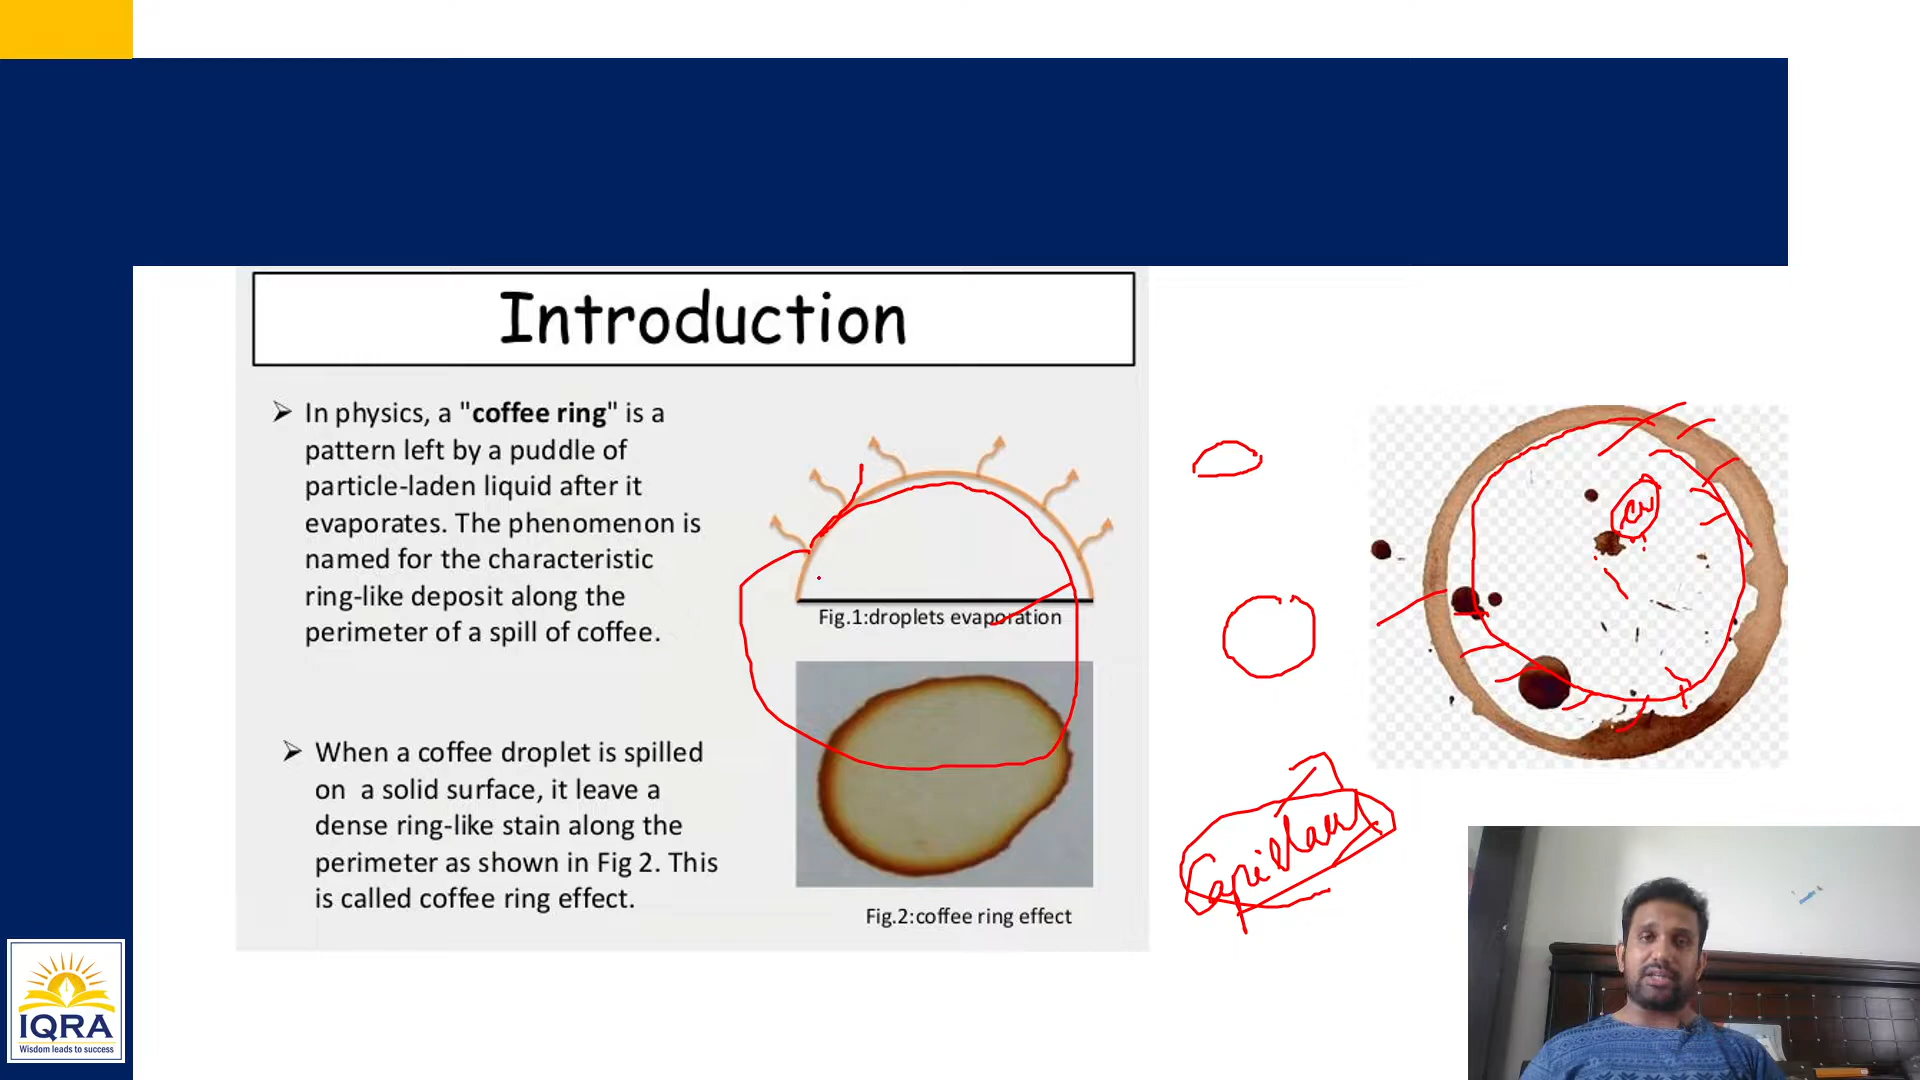 Introduction
➢ In physics, a "coffee ring" is a
pattern left by a puddle of
particle-laden liquid after it
evaporates. The phenomenon is
named for the characteristic
ring-like deposit along the
perimeter of a spill of coffee.
Fig.1:droplets evaporation
➢ When a coffee droplet is spilled
on a solid surface, it leave a
dense ring-like stain along the
perimeter as shown in Fig 2. This
is called coffee ring effect.
Fig.2:coffee ring effect
IQRA
Wisdom leads to success